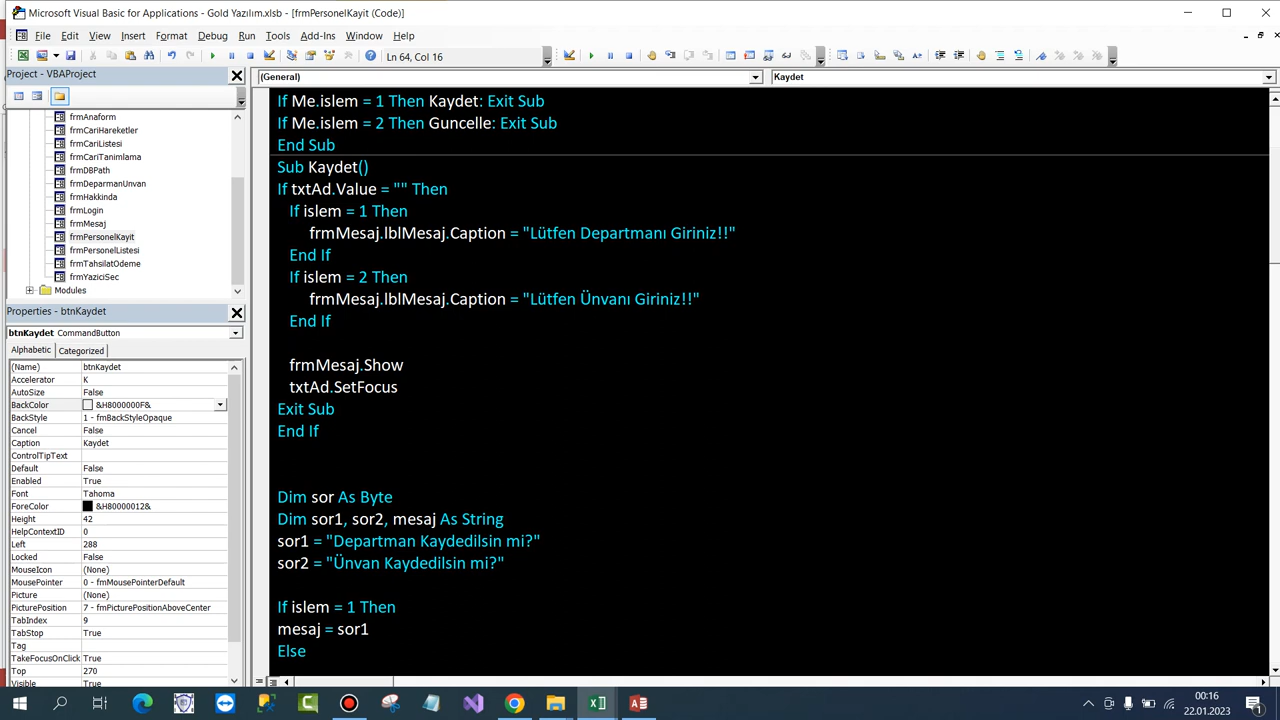 Microsoft Visual Basic for Applications - Gold Yazılım.xlsb - [frmPersonelKayit (Code)]
File Edit View Insert Format Debug Run Tools Add-Ins Window Help
Ln 64, Col 16
Project - VBAProject
frmAnaform
frmCariHareketler
frmCariListesi
frmCariTanimlama
frmDBPath
frmDeparmanUnvan
frmHakkinda
frmLogin
frmMesaj
frmPersonelKayit
frmPersonelListesi
frmTahsilatOdeme
frmYaziciSec
Modules
Properties - btnKaydet
btnKaydet CommandButton
Alphabetic Categorized
(Name) btnKaydet
Accelerator K
AutoSize False
BackColor &H8000000F&
BackStyle 1 - fmBackStyleOpaque
Cancel False
Caption Kaydet
ControlTipText
Default False
Enabled True
Font Tahoma
ForeColor &H80000012&
Height 42
HelpContextID 0
Left 288
Locked False
MouseIcon (None)
MousePointer 0 - fmMousePointerDefault
Picture (None)
PicturePosition 7 - fmPicturePositionAboveCenter
TabIndex 9
TabStop True
Tag
TakeFocusOnClick True
Top 270
Visible True
(General) Kaydet
If Me.islem = 1 Then Kaydet: Exit Sub
If Me.islem = 2 Then Guncelle: Exit Sub
End Sub
Sub Kaydet()
If txtAd.Value = "" Then
If islem = 1 Then
frmMesaj.lblMesaj.Caption = "Lütfen Departmanı Giriniz!!"
End If
If islem = 2 Then
frmMesaj.lblMesaj.Caption = "Lütfen Ünvanı Giriniz!!"
End If
frmMesaj.Show
txtAd.SetFocus
Exit Sub
End If
Dim sor As Byte
Dim sor1, sor2, mesaj As String
sor1 = "Departman Kaydedilsin mi?"
sor2 = "Ünvan Kaydedilsin mi?"
If islem = 1 Then
mesaj = sor1
Else
00:16
22.01.2023